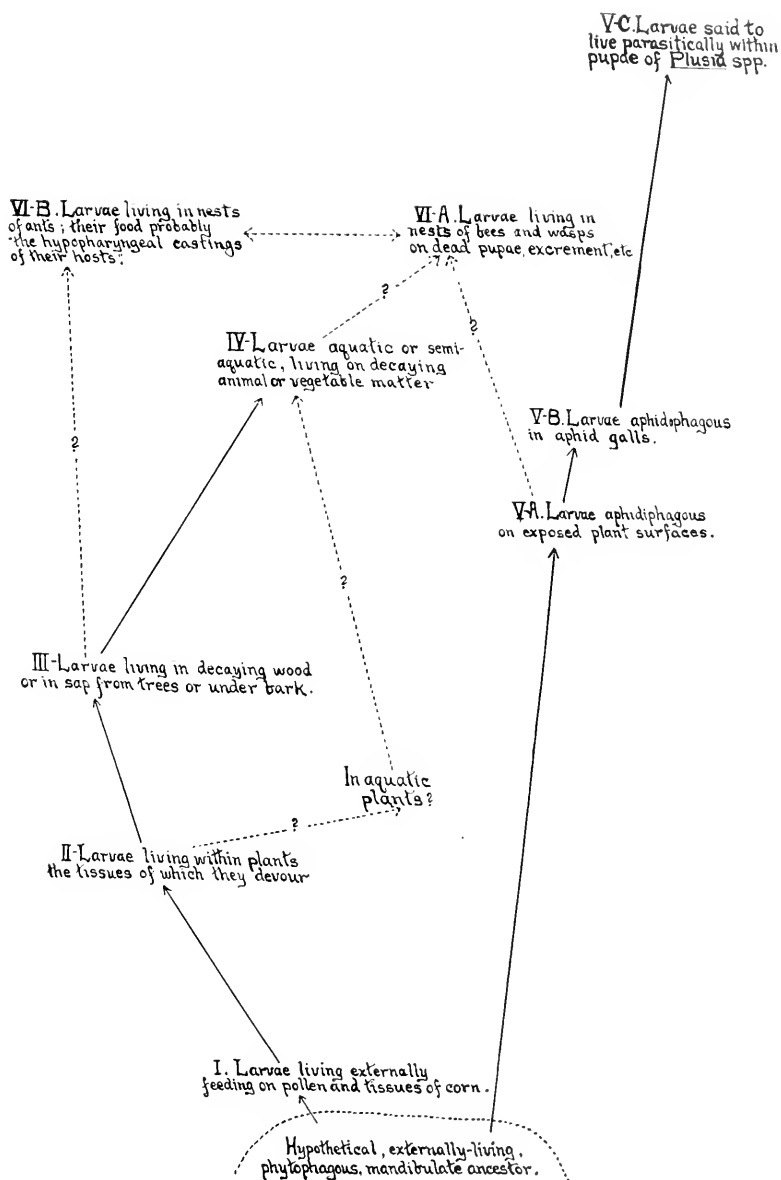 V-C. Larvae said to
live parasitically within
pupae of Plusia spp.
VI-B. Larvae living in nests
of ants; their food probably
"the hypopharyngeal castings
of their hosts."
VI-A. Larvae living in
nests of bees and wasps
on dead pupae, excrement, etc
?
?
IV-Larvae aquatic or semi-
aquatic, living on decaying
animal or vegetable matter
V-B. Larvae aphidophagous
in aphid galls.
?
V-A. Larvae aphidiphagous
on exposed plant surfaces.
?
III-Larvae living in decaying wood
or in sap from trees or under bark.
In aquatic
plants?
?
II-Larvae living within plants
the tissues of which they devour
I. Larvae living externally
feeding on pollen and tissues of corn.
Hypothetical, externally-living,
phytophagous, mandibulate ancestor.